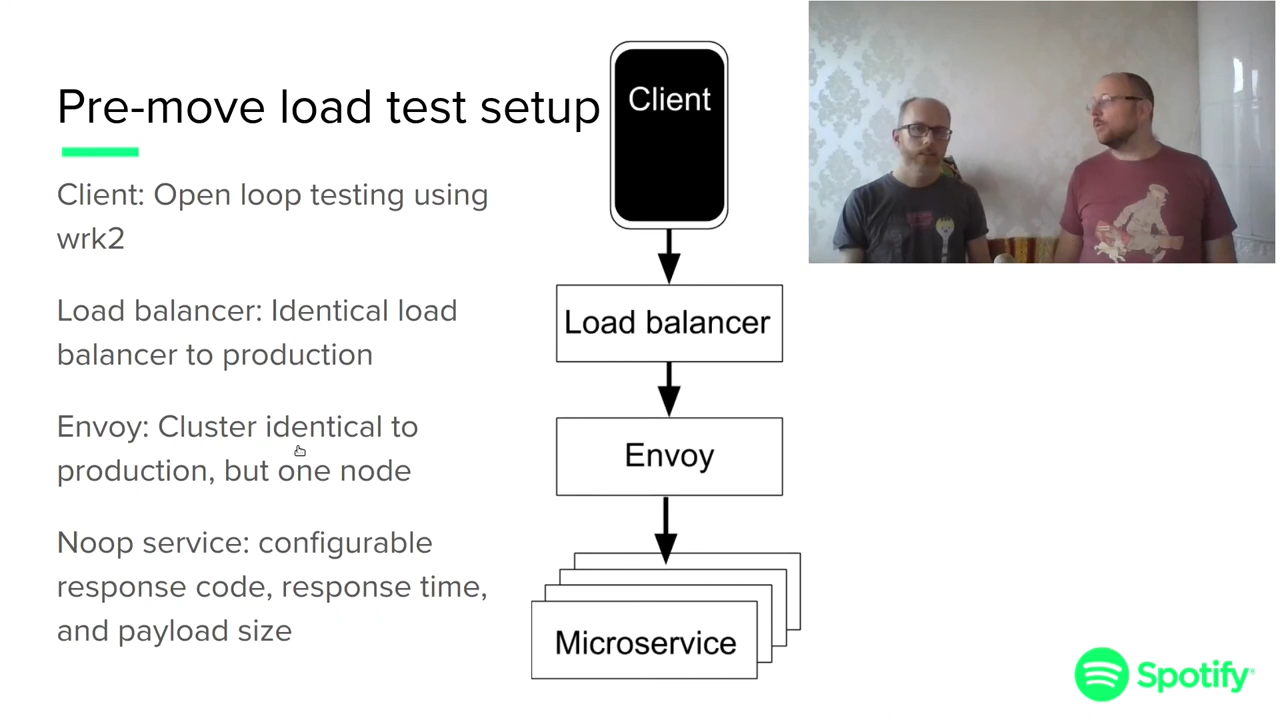 Pre-move load test setup
Client: Open loop testing using
wrk2
Load balancer: Identical load
balancer to production
Envoy: Cluster identical to
production, but one node
Noop service: configurable
response code, response time,
and payload size
Client
Load balancer
Envoy
Microservice
Spotify